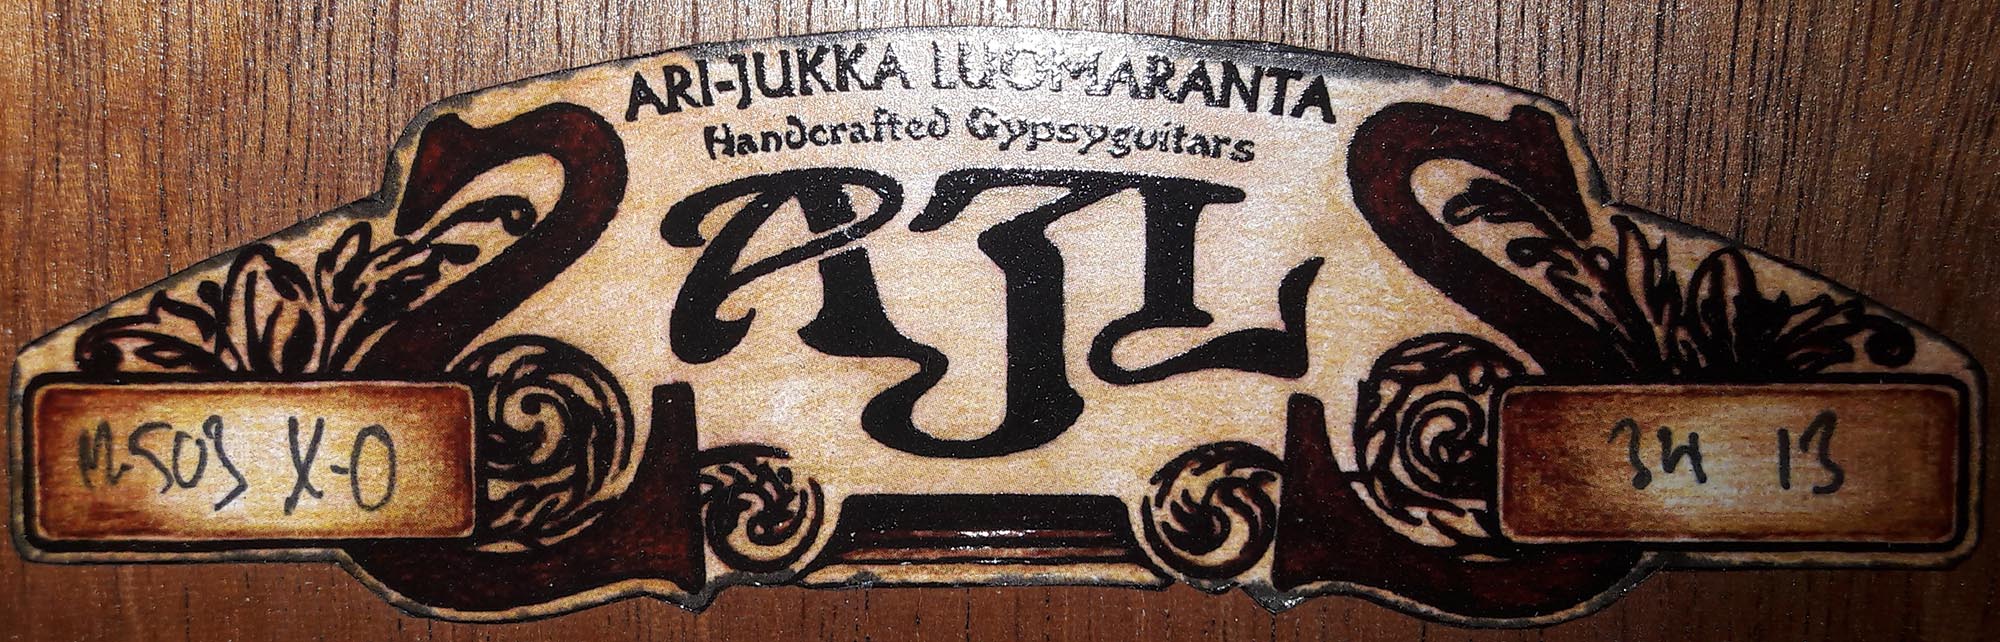 ARI-JUKKA LUOMARANTA
Handcrafted Gypsyguitars
AJL
M-503 X-O
34 13